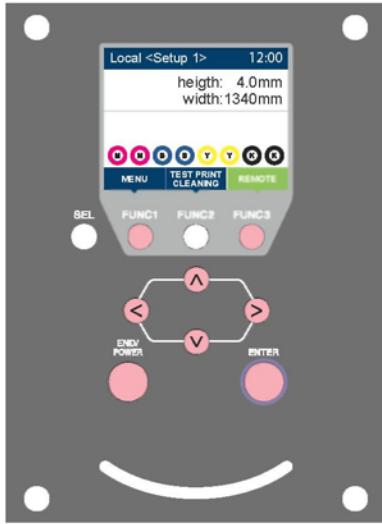 Local <Setup 1> 12:00
heigth: 4.0mm
width:1340mm
M M B B Y Y K K
MENU TEST PRINT CLEANING REMOTE
SEL FUNC1 FUNC2 FUNC3
END/
POWER
ENTER